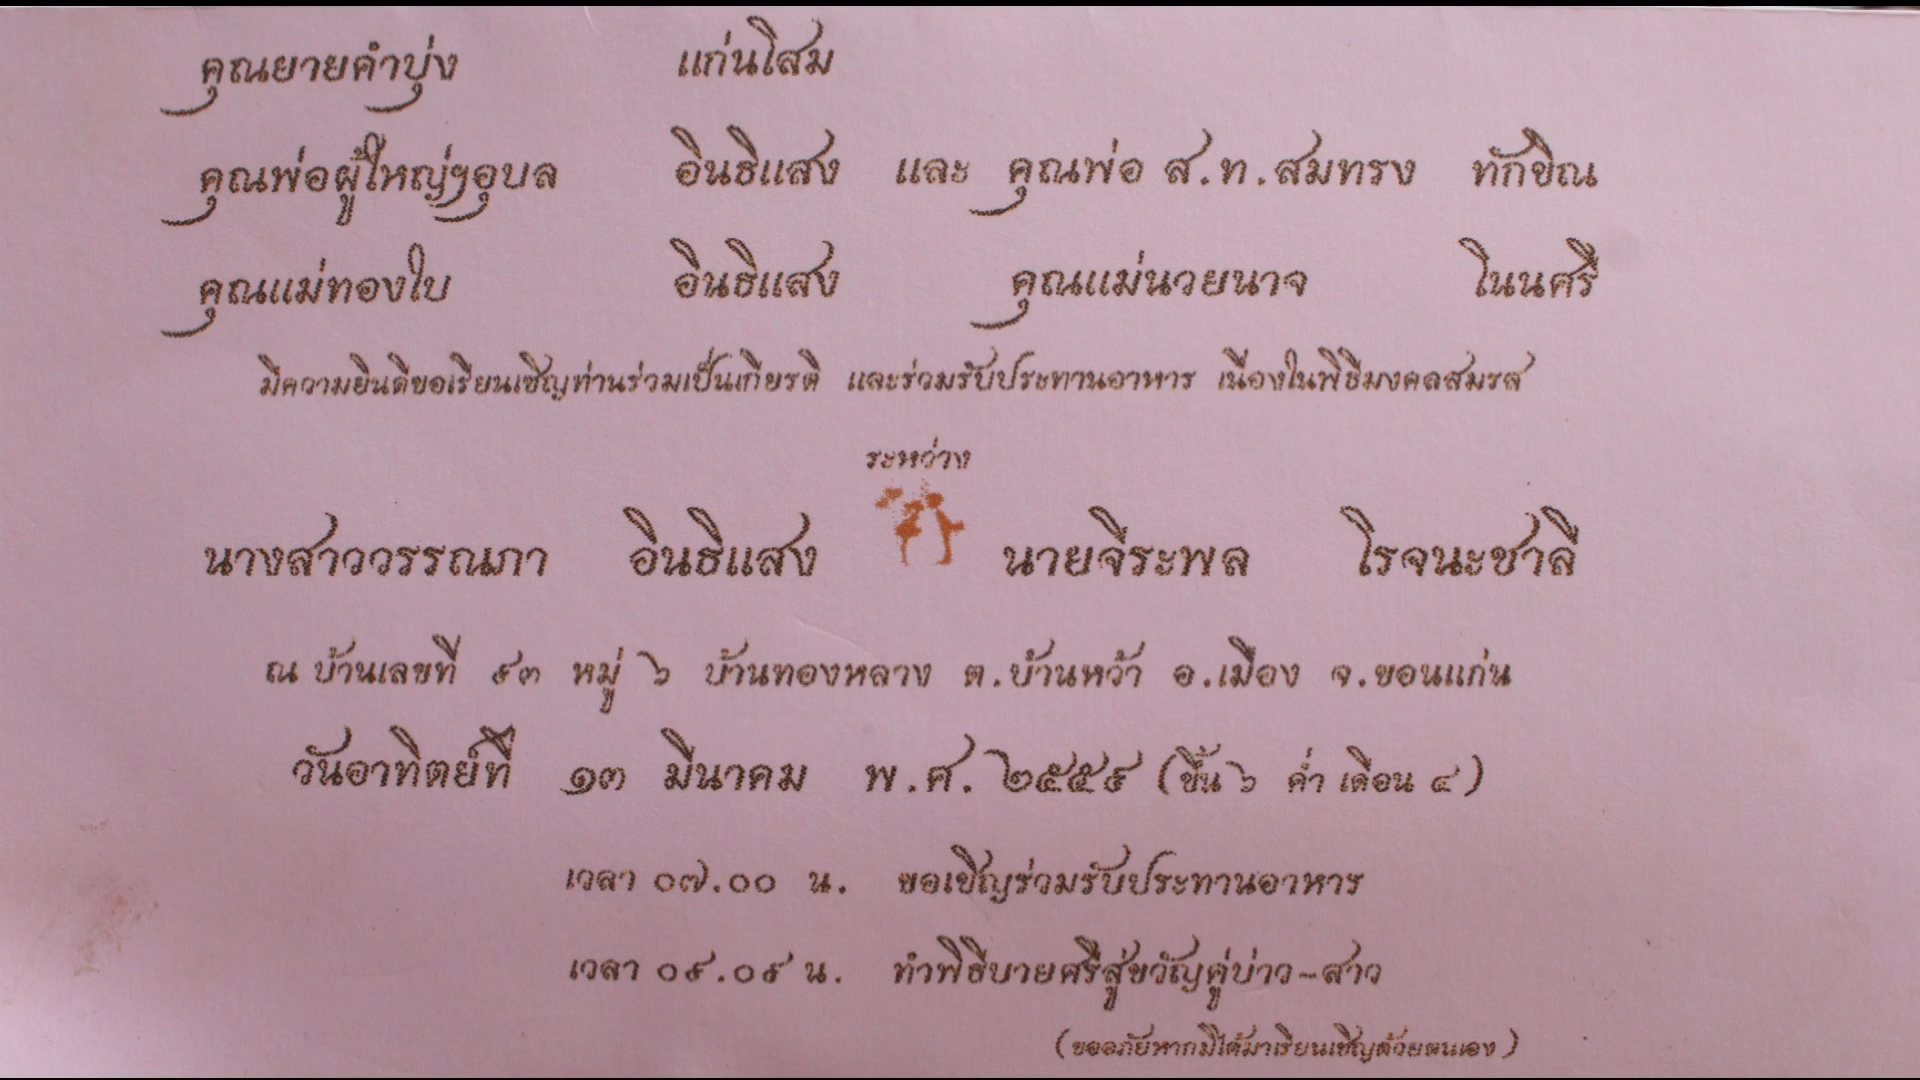 คุณยายคำบุ่ง แก่นโสม
คุณพ่อผู้ใหญ่ฯอุบล อินธิแสง และ คุณพ่อ ส.ท.สมทรง ทักขิณ
คุณแม่ทองใบ อินธิแสง คุณแม่นวยนาจ โนนศรี
มีความยินดีขอเรียนเชิญท่านร่วมเป็นเกียรติ และร่วมรับประทานอาหาร เนื่องในพิธีมงคลสมรส
ระหว่าง
นางสาววรรณภา อินธิแสง นายจีระพล โรจนะชาลี
ณ บ้านเลขที่ ๙๓ หมู่ ๖ บ้านทองหลาง ต.บ้านหว้า อ.เมือง จ.ขอนแก่น
วันอาทิตย์ที่ ๑๓ มีนาคม พ.ศ. ๒๕๕๙ (ขึ้น ๖ ค่ำ เดือน ๔)
เวลา ๐๗.๐๐ น. ขอเชิญร่วมรับประทานอาหาร
เวลา ๐๙.๐๙ น. ทำพิธีบายศรีสู่ขวัญคู่บ่าว-สาว
(ขออภัยหากมิได้มาเรียนเชิญด้วยตนเอง)